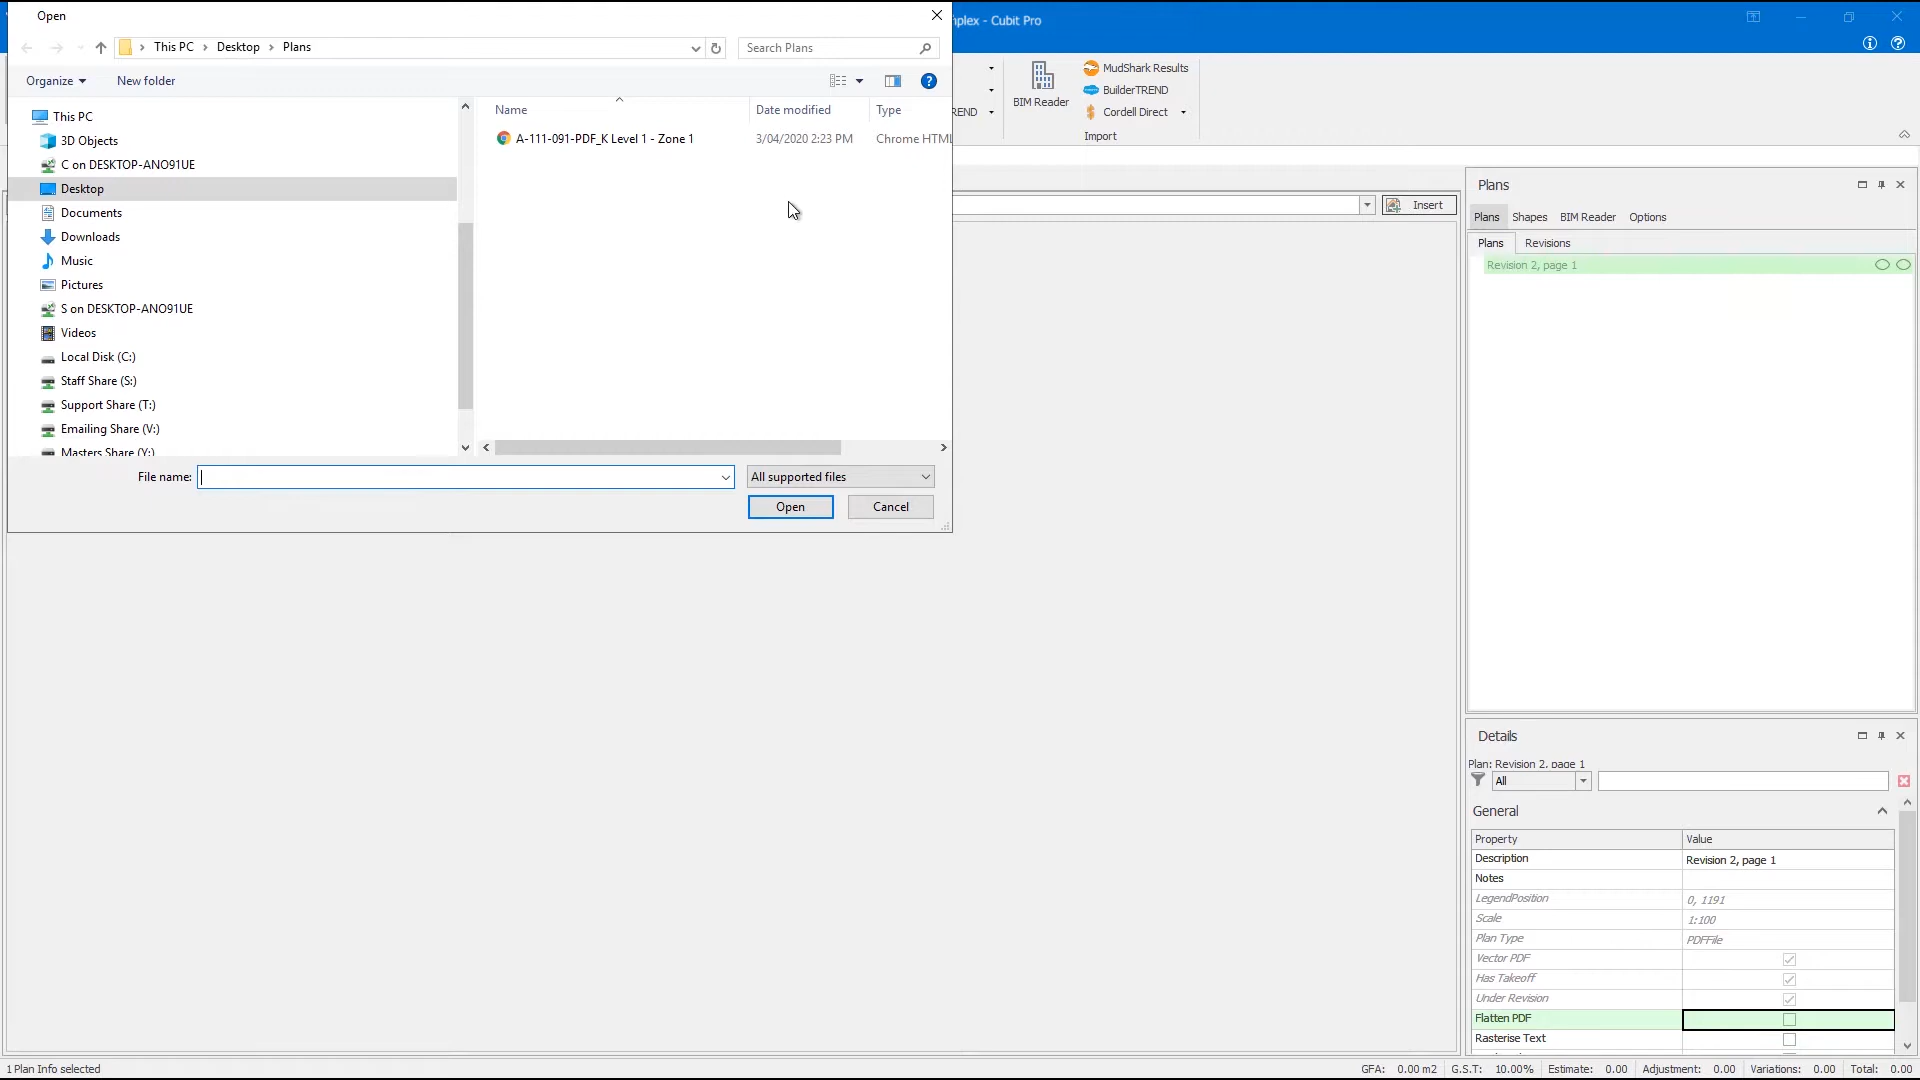 Open
mplex - Cubit Pro
This PC
Desktop
Plans
Search Plans
Organize
New folder
MudShark Results
BuilderTREND
Cordell Direct
BIM Reader
REND
Import
This PC
3D Objects
C on DESKTOP-ANO91UE
Desktop
Documents
Downloads
Music
Pictures
S on DESKTOP-ANO91UE
Videos
Local Disk (C:)
Staff Share (S:)
Support Share (T:)
Emailing Share (V:)
Masters Share (Y:)
Name
Date modified
Type
A-111-091-PDF_K Level 1 - Zone 1
3/04/2020 2:23 PM
Chrome HTML
File name:
All supported files
Open
Cancel
Insert
Plans
Plans
Shapes
BIM Reader
Options
Plans
Revisions
Revision 2, page 1
Details
Plan: Revision 2, page 1
All
General
Property Value
Description Revision 2, page 1
Notes
LegendPosition 0, 1191
Scale 1:100
Plan Type PDFFile
Vector PDF
Has Takeoff
Under Revision
Flatten PDF
Rasterise Text
1 Plan Info selected
GFA: 0.00 m2
G.S.T: 10.00%
Estimate: 0.00
Adjustment: 0.00
Variations: 0.00
Total: 0.00